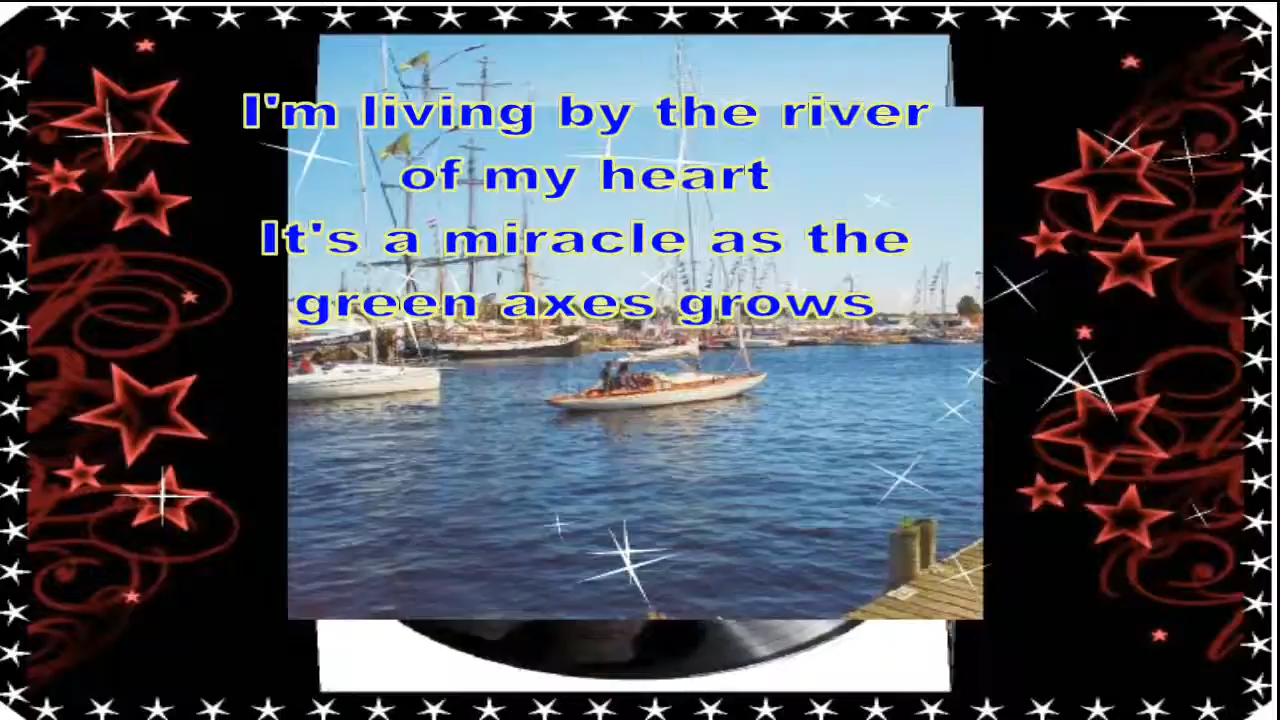 I'm living by the river
of my heart
It's a miracle as the
green axes grows